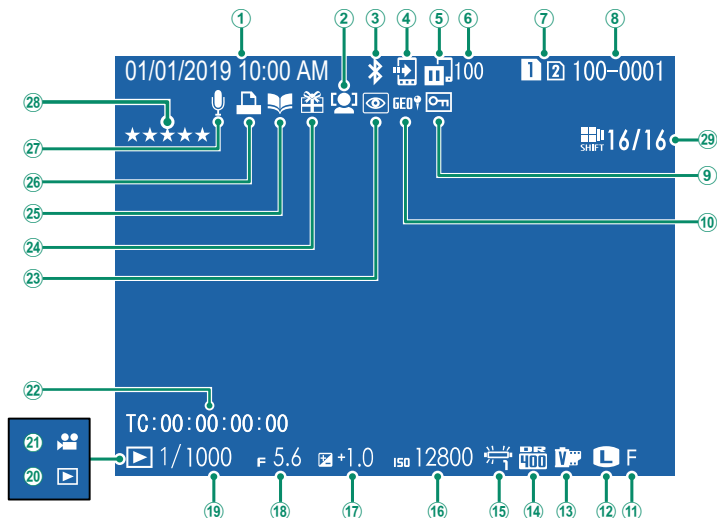 ① ② ③ ④ ⑤ ⑥ ⑦ ⑧
01/01/2019 10:00 AM 100 1 2 100-0001
㉘ ★★★★★ GEO SHIFT 16/16 ㉙
㉗ ⑨
㉖ ⑩
㉕
㉔
㉓
㉒
TC:00:00:00:00
㉑
⑳ 1/1000 F 5.6 +1.0 ISO 12800 DR 400 V L F
⑲ ⑱ ⑰ ⑯ ⑮ ⑭ ⑬ ⑫ ⑪